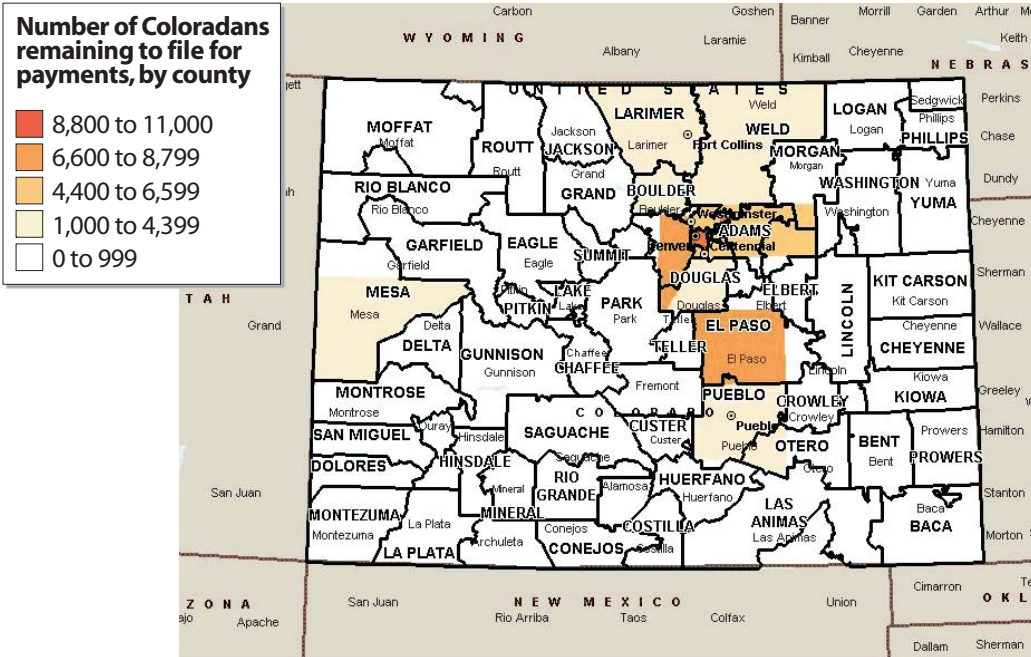 Number of Coloradans
remaining to file for
payments, by county
8,800 to 11,000
6,600 to 8,799
4,400 to 6,599
1,000 to 4,399
0 to 999
Carbon
Goshen
Banner
Morrill
Garden
Arthur
WYOMING
Laramie
Keith
Albany
Kimball
Cheyenne
NEBRAS
UNITED STATES
Sedgwick
Perkins
LARIMER
Weld
LOGAN
Phillips
MOFFAT
Moffat
Jackson
JACKSON
WELD
Logan
PHILLIPS
Chase
ROUTT
Larimer
Fort Collins
MORGAN
Morgan
Routt
Grand
GRAND
BOULDER
Boulder
WASHINGTON
Yuma
YUMA
Dundy
RIO BLANCO
Rio Blanco
Westminster
Washington
Cheyenne
GARFIELD
Garfield
EAGLE
Eagle
SUMMIT
Denver
ADAMS
Centennial
DOUGLAS
Douglas
ELBERT
Elbert
KIT CARSON
Kit Carson
Sherman
TAH
MESA
Mesa
Pitkin
PITKIN
LAKE
Lake
PARK
Park
LINCOLN
Grand
Delta
DELTA
GUNNISON
Gunnison
Chaffee
CHAFFEE
TELLER
EL PASO
El Paso
Cheyenne
CHEYENNE
Wallace
Lincoln
MONTROSE
Montrose
Fremont
PUEBLO
CROWLEY
Crowley
Kiowa
KIOWA
Greeley
COLORADO
SAN MIGUEL
Ouray
Hinsdale
SAGUACHE
Saguache
CUSTER
Custer
Pueblo
Pueblo
OTERO
Otero
BENT
Bent
Prowers
PROWERS
Hamilton
DOLORES
HINSDALE
RIO
GRANDE
Alamosa
HUERFANO
Huerfano
San Juan
Mineral
MINERAL
LAS
ANIMAS
Las Animas
Stanton
MONTEZUMA
Montezuma
La Plata
LA PLATA
Archuleta
Conejos
CONEJOS
COSTILLA
Costilla
Baca
BACA
Morton
Cimarron
ZONA
San Juan
NEW MEXICO
Union
OKL
Apache
Rio Arriba
Taos
Colfax
Dallam
Sherman